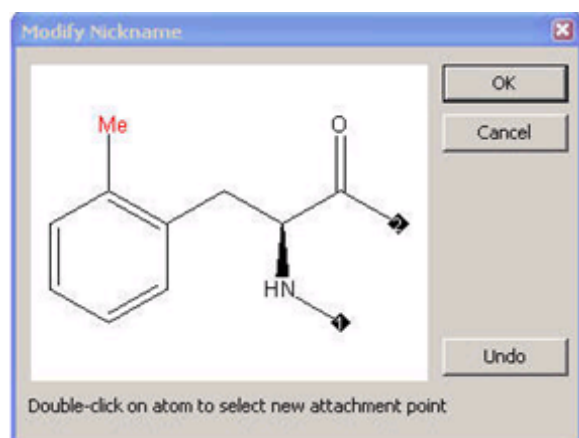 Modify Nickname
OK
Cancel
Me
O
2
HN
1
Undo
Double-click on atom to select new attachment point